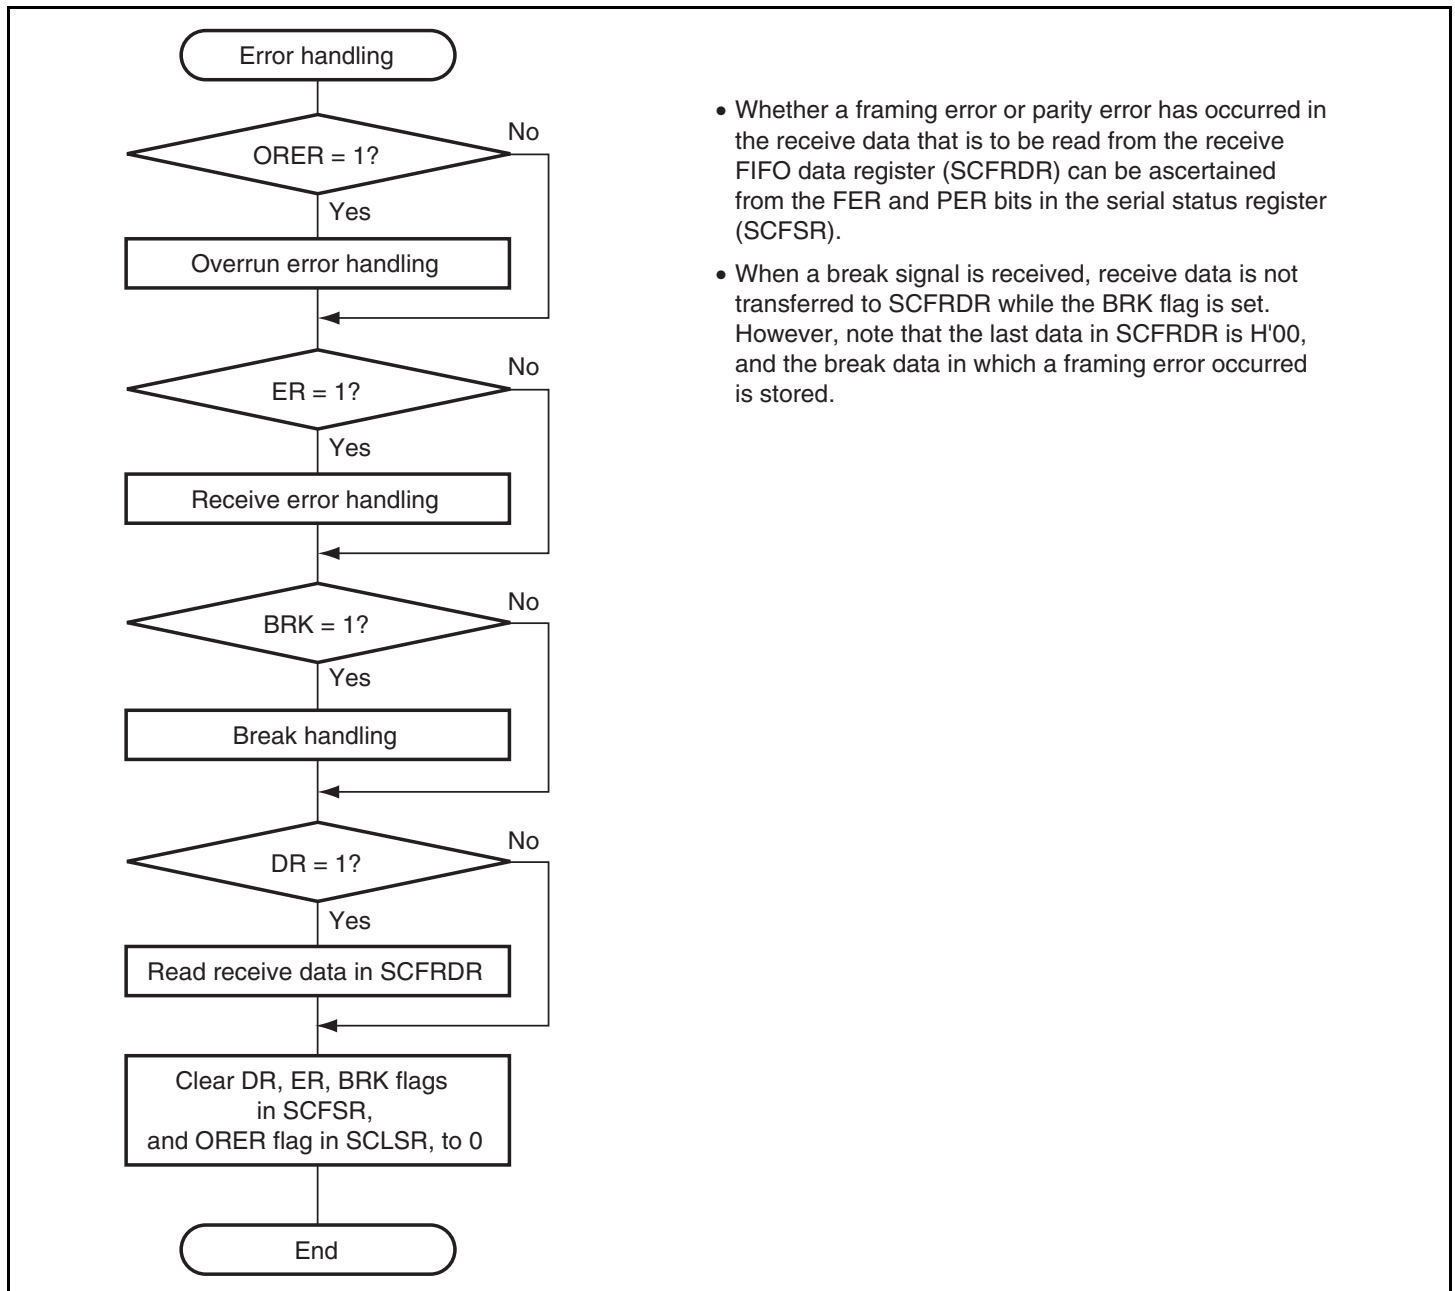 Error handling
ORER = 1?
No
Yes
Overrun error handling
ER = 1?
No
Yes
Receive error handling
BRK = 1?
No
Yes
Break handling
DR = 1?
No
Yes
Read receive data in SCFRDR
Clear DR, ER, BRK flags
in SCFSR,
and ORER flag in SCLSR, to 0
End
• Whether a framing error or parity error has occurred in
the receive data that is to be read from the receive
FIFO data register (SCFRDR) can be ascertained
from the FER and PER bits in the serial status register
(SCFSR).
• When a break signal is received, receive data is not
transferred to SCFRDR while the BRK flag is set.
However, note that the last data in SCFRDR is H'00,
and the break data in which a framing error occurred
is stored.